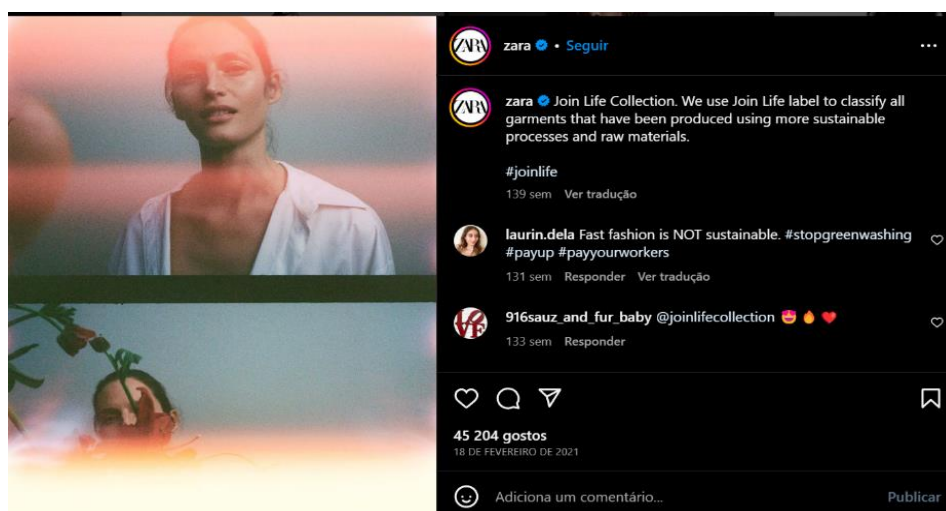 ZARA
zara • Seguir
ZARA
zara Join Life Collection. We use Join Life label to classify all
garments that have been produced using more sustainable
processes and raw materials.
#joinlife
139 sem Ver tradução
laurin.dela Fast fashion is NOT sustainable. #stopgreenwashing
#payup #payyourworkers
131 sem Responder Ver tradução
LOVE
916sauz_and_fur_baby @joinlifecollection 🤩 🔥 ❤️
133 sem Responder
45 204 gostos
18 DE FEVEREIRO DE 2021
Adiciona um comentário...
Publicar